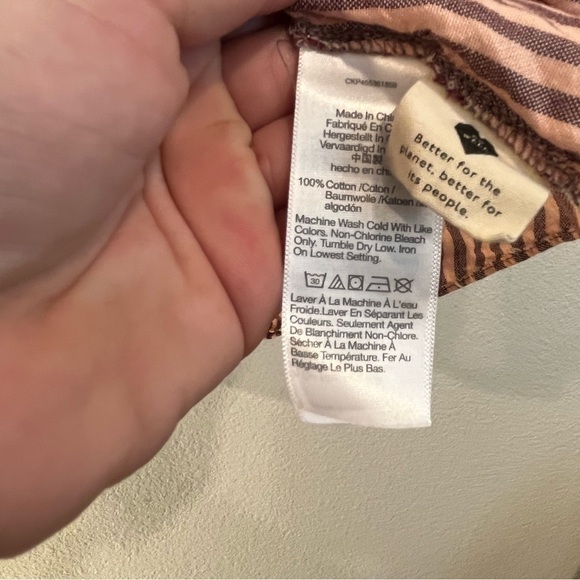 Made In
Fabriqué En
Hergestellt In
Vervaardigd In
中国製
hecho en
100% Cotton /Coton /
Baumwolle /Katoen
algodón
Machine Wash Cold With Like
Colors. Non-Chlorine Bleach
Only. Tumble Dry Low. Iron
On Lowest Setting.
30
Laver À La Machine À L'eau
Froide.Laver En Séparant Les
Couleurs. Seulement Agent
De Blanchiment Non-Chlore.
Sécher À La Machine À
Basse Température. Fer Au
Réglage Le Plus Bas.
Better for the
planet, better for
its people.